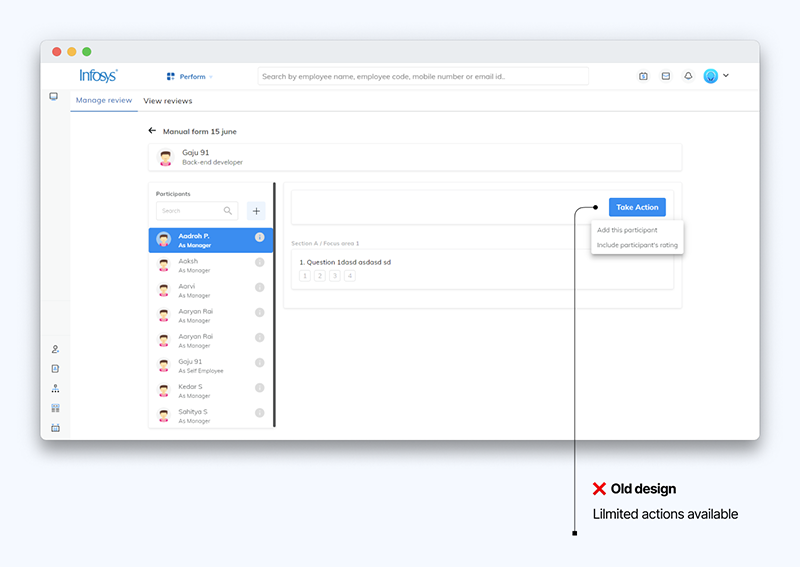 Infosys
Perform
Search by employee name, employee code, mobile number or email id..
Manage review
View reviews
Manual form 15 june
Goju 91
Back-end developer
Participants
Search
+
Aadrah P.
As Manager
Aaksh
As Manager
Aarvi
As Manager
Aaryan Rai
As Manager
Aaryan Rai
As Manager
Goju 91
As Self Employee
Kedar S
As Manager
Sahitya S
As Manager
Take Action
Add this participant
Include participant's rating
Section A / Focus area 1
1. Question 1dasd asdasd sd
1 2 3 4
❌ Old design
Lilmited actions available